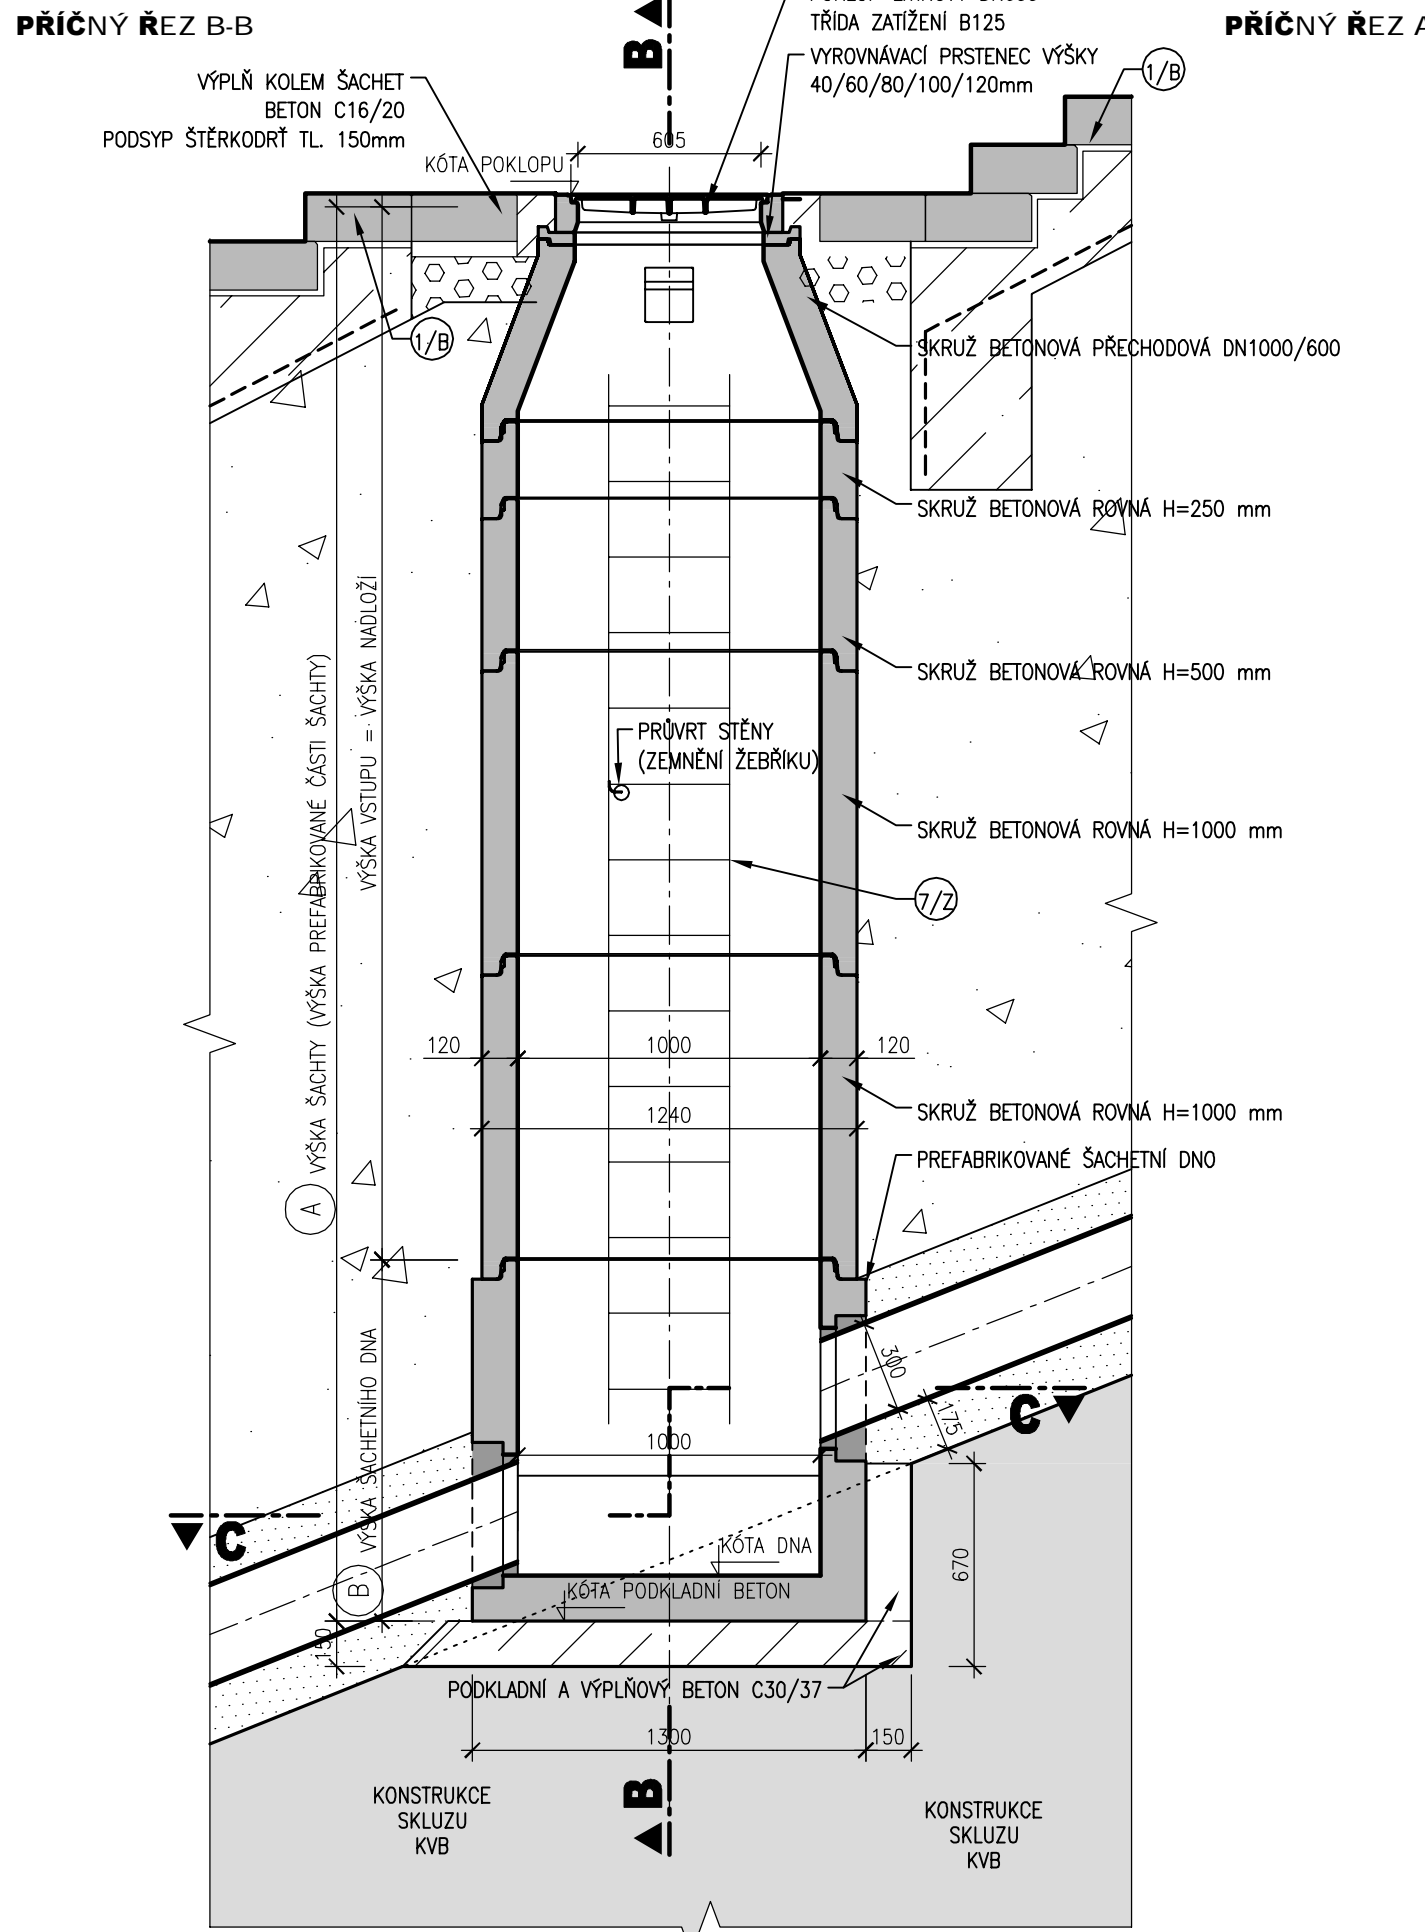 PŘÍČNÝ ŘEZ B-B
PŘÍČNÝ ŘEZ A
B
TŘÍDA ZATÍŽENÍ B125
VYROVNÁVACÍ PRSTENEC VÝŠKY
40/60/80/100/120mm
1/B
VÝPLŇ KOLEM ŠACHET
BETON C16/20
PODSYP ŠTĚRKODRŤ TL. 150mm
605
KÓTA POKLOPU
1/B
SKRUŽ BETONOVÁ PŘECHODOVÁ DN1000/600
SKRUŽ BETONOVÁ ROVNÁ H=250 mm
SKRUŽ BETONOVÁ ROVNÁ H=500 mm
PRŮVRT STĚNY
(ZEMNĚNÍ ŽEBŘÍKU)
SKRUŽ BETONOVÁ ROVNÁ H=1000 mm
7/Z
VÝŠKA ŠACHTY (VÝŠKA PREFABRIKOVANÉ ČÁSTI ŠACHTY)
VÝŠKA VSTUPU = VÝŠKA NADLOŽÍ
120
1000
120
SKRUŽ BETONOVÁ ROVNÁ H=1000 mm
1240
PREFABRIKOVANÉ ŠACHETNÍ DNO
A
300
175
C
1000
VÝŠKA ŠACHETNÍHO DNA
C
KÓTA DNA
670
B
KÓTA PODKLADNÍ BETON
150
PODKLADNÍ A VÝPLŇOVÝ BETON C30/37
1300
150
B
KONSTRUKCE
SKLUZU
KVB
KONSTRUKCE
SKLUZU
KVB